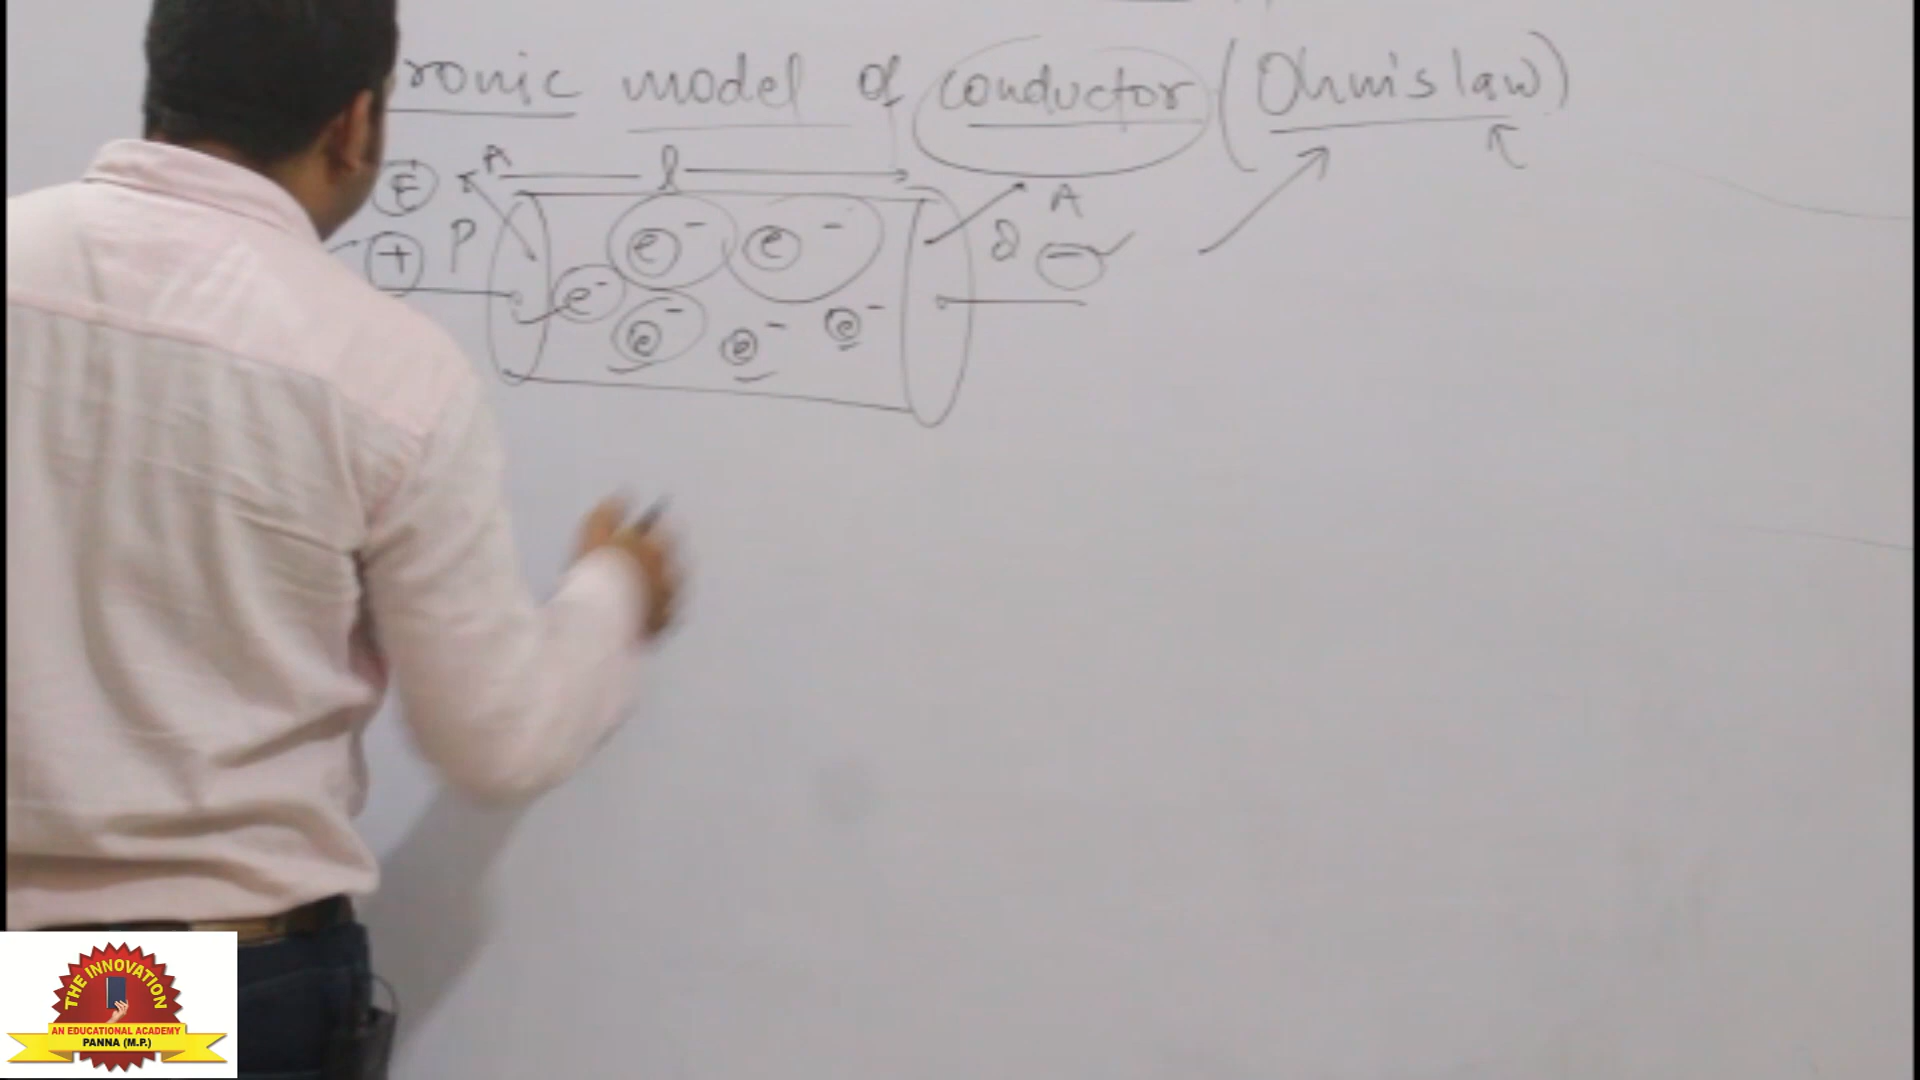 ronic model of conductor (Ohm's law)
A l
E A
+ P e⁻ e⁻ Q −
e⁻
e⁻ e⁻ e⁻
THE INNOVATION
AN EDUCATIONAL ACADEMY
PANNA (M.P.)